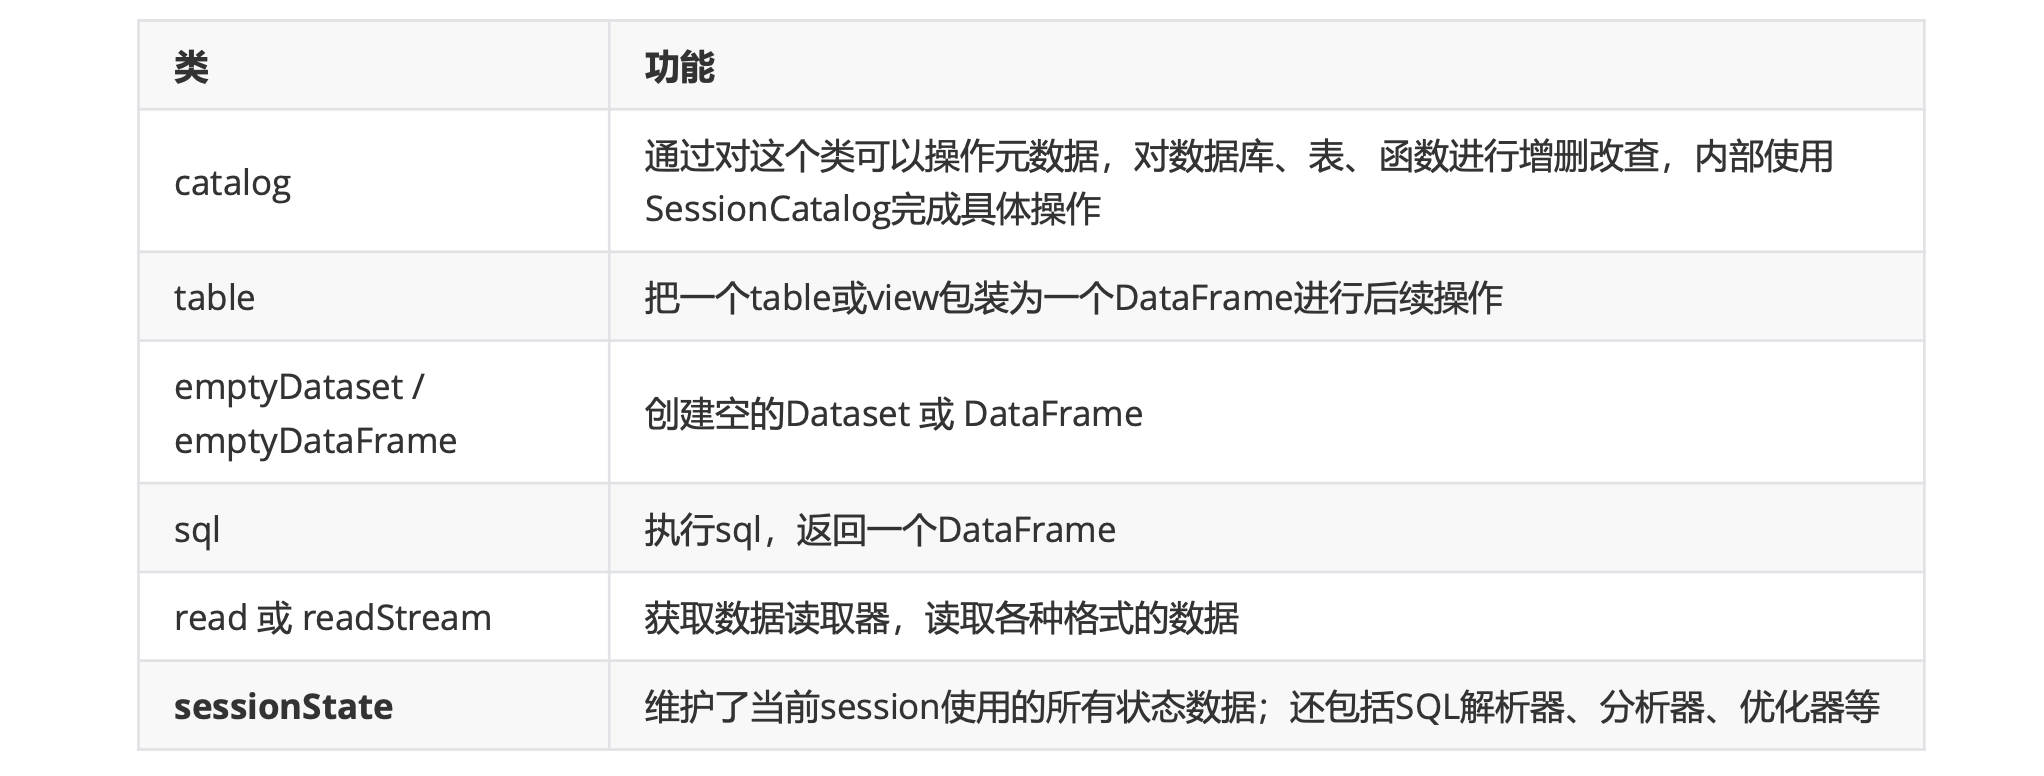 类
功能
catalog
通过对这个类可以操作元数据，对数据库、表、函数进行增删改查，内部使用
SessionCatalog完成具体操作
table
把一个table或view包装为一个DataFrame进行后续操作
emptyDataset /
emptyDataFrame
创建空的Dataset 或 DataFrame
sql
执行sql，返回一个DataFrame
read 或 readStream
获取数据读取器，读取各种格式的数据
sessionState
维护了当前session使用的所有状态数据；还包括SQL解析器、分析器、优化器等